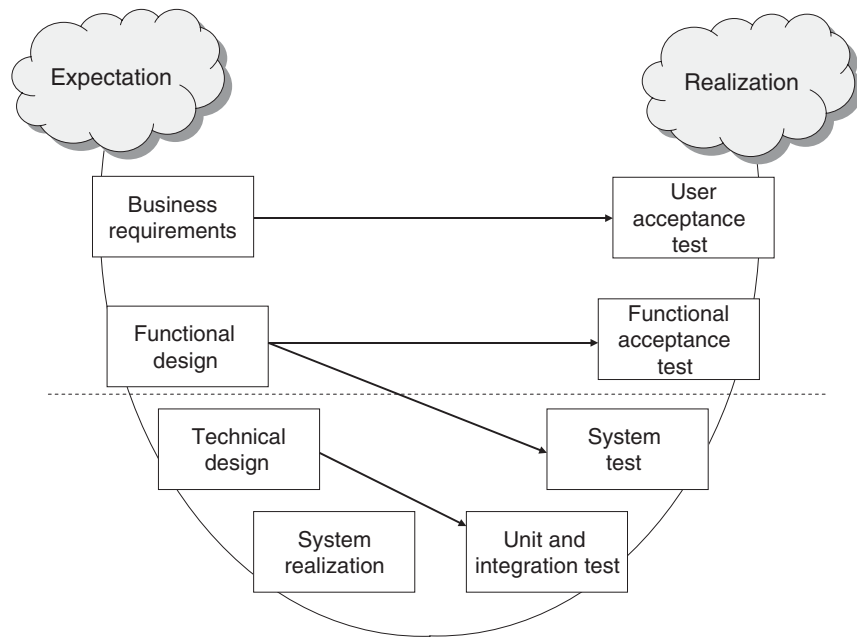 Expectation
Realization
Business
requirements
User
acceptance
test
Functional
design
Functional
acceptance
test
Technical
design
System
test
System
realization
Unit and
integration test